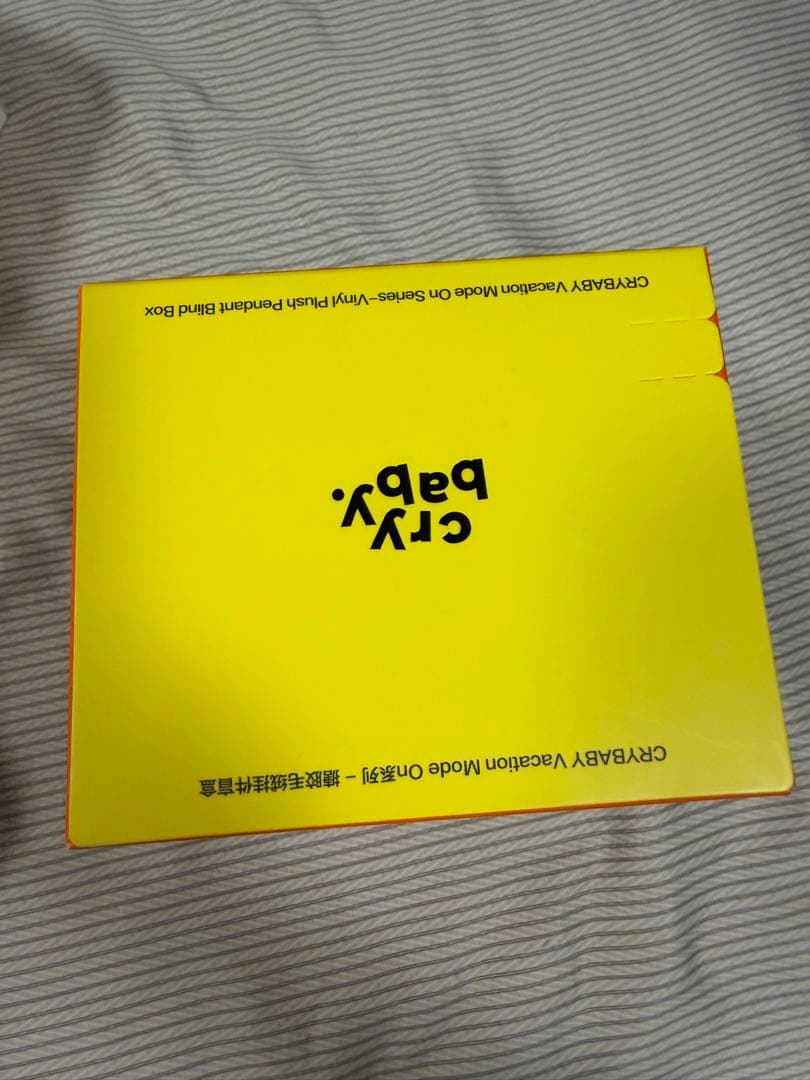 CRYBABY Vacation Mode On系列 – 搪胶毛绒挂件盲盒
cry
baby.
CRYBABY Vacation Mode On Series–Vinyl Plush Pendant Blind Box